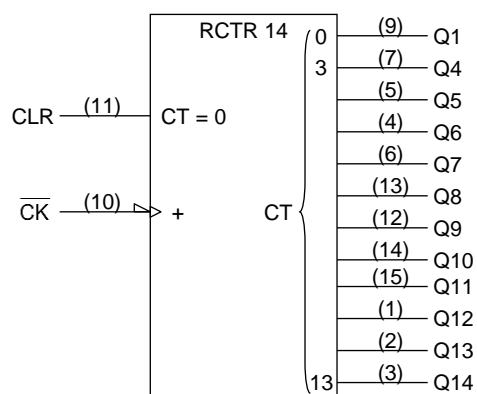 RCTR 14
0 (9) Q1
3 (7) Q4
(5) Q5
CLR (11) CT = 0
(4) Q6
(6) Q7
(13) Q8
C̅K̅ (10) + CT
(12) Q9
(14) Q10
(15) Q11
(1) Q12
(2) Q13
13 (3) Q14